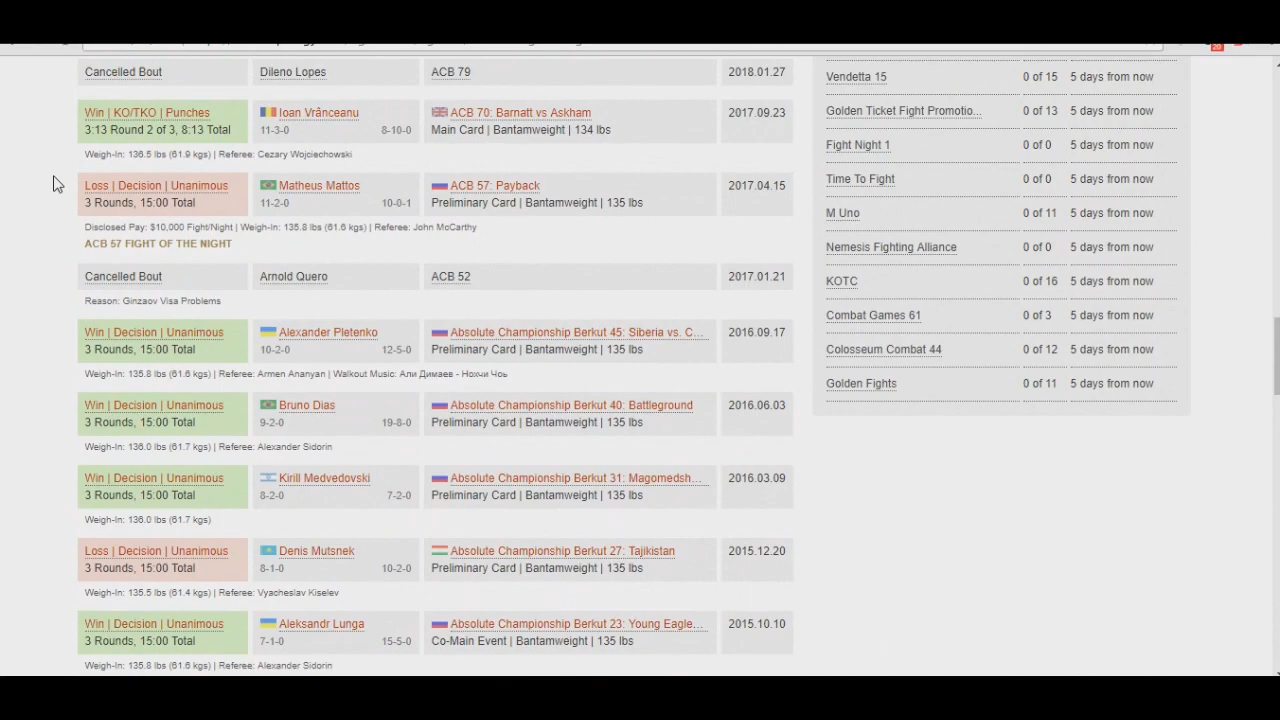 20
Cancelled Bout Dileno Lopes ACB 79 2018.01.27
Win | KO/TKO | Punches Ioan Vrânceanu ACB 70: Barnatt vs Askham 2017.09.23
3:13 Round 2 of 3, 8:13 Total 11-3-0 8-10-0 Main Card | Bantamweight | 134 lbs
Weigh-In: 136.5 lbs (61.9 kgs) | Referee: Cezary Wojciechowski
Loss | Decision | Unanimous Matheus Mattos ACB 57: Payback 2017.04.15
3 Rounds, 15:00 Total 11-2-0 10-0-1 Preliminary Card | Bantamweight | 135 lbs
Disclosed Pay: $10,000 Fight/Night | Weigh-In: 135.8 lbs (61.6 kgs) | Referee: John McCarthy
ACB 57 FIGHT OF THE NIGHT
Cancelled Bout Arnold Quero ACB 52 2017.01.21
Reason: Ginzaov Visa Problems
Win | Decision | Unanimous Alexander Pletenko Absolute Championship Berkut 45: Siberia vs. C... 2016.09.17
3 Rounds, 15:00 Total 10-2-0 12-5-0 Preliminary Card | Bantamweight | 135 lbs
Weigh-In: 135.8 lbs (61.6 kgs) | Referee: Armen Ananyan | Walkout Music: Али Димаев - Нохчи Чоь
Win | Decision | Unanimous Bruno Dias Absolute Championship Berkut 40: Battleground 2016.06.03
3 Rounds, 15:00 Total 9-2-0 19-8-0 Preliminary Card | Bantamweight | 135 lbs
Weigh-In: 136.0 lbs (61.7 kgs) | Referee: Alexander Sidorin
Win | Decision | Unanimous Kirill Medvedovski Absolute Championship Berkut 31: Magomedsh... 2016.03.09
3 Rounds, 15:00 Total 8-2-0 7-2-0 Preliminary Card | Bantamweight | 135 lbs
Weigh-In: 136.0 lbs (61.7 kgs)
Loss | Decision | Unanimous Denis Mutsnek Absolute Championship Berkut 27: Tajikistan 2015.12.20
3 Rounds, 15:00 Total 8-1-0 10-2-0 Preliminary Card | Bantamweight | 135 lbs
Weigh-In: 135.5 lbs (61.4 kgs) | Referee: Vyacheslav Kiselev
Win | Decision | Unanimous Aleksandr Lunga Absolute Championship Berkut 23: Young Eagle... 2015.10.10
3 Rounds, 15:00 Total 7-1-0 15-5-0 Co-Main Event | Bantamweight | 135 lbs
Weigh-In: 135.8 lbs (61.6 kgs) | Referee: Alexander Sidorin
Vendetta 15 0 of 15 5 days from now
Golden Ticket Fight Promotio... 0 of 13 5 days from now
Fight Night 1 0 of 0 5 days from now
Time To Fight 0 of 0 5 days from now
M Uno 0 of 11 5 days from now
Nemesis Fighting Alliance 0 of 0 5 days from now
KOTC 0 of 16 5 days from now
Combat Games 61 0 of 3 5 days from now
Colosseum Combat 44 0 of 12 5 days from now
Golden Fights 0 of 11 5 days from now